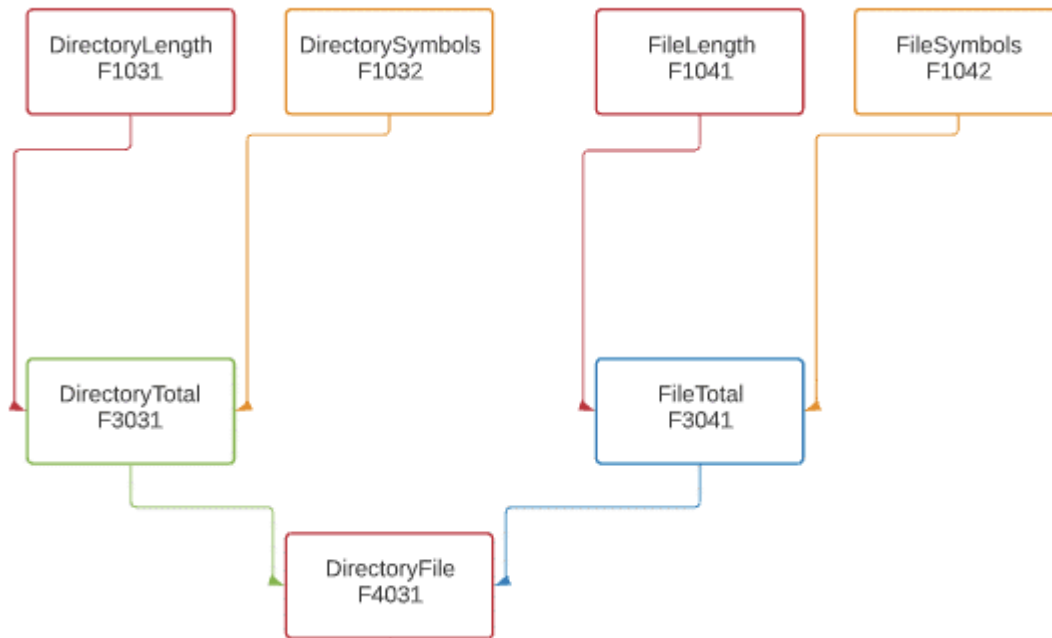 DirectoryLength
F1031
DirectorySymbols
F1032
FileLength
F1041
FileSymbols
F1042
DirectoryTotal
F3031
FileTotal
F3041
DirectoryFile
F4031